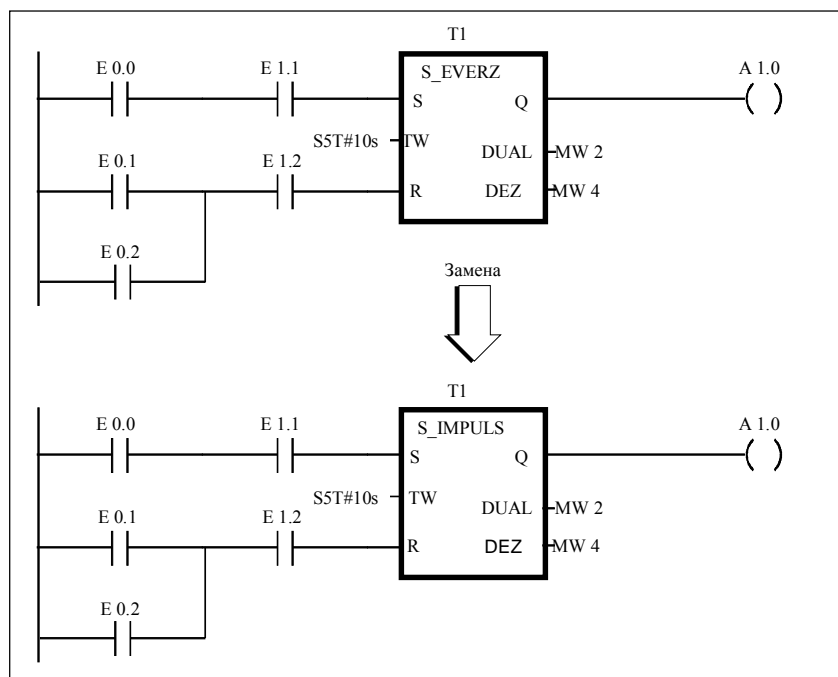 T1
S_EVERZ
E 0.0
E 1.1
A 1.0
S
Q
S5T#10s
TW
DUAL
MW 2
E 0.1
E 1.2
R
DEZ
MW 4
E 0.2
Замена
T1
S_IMPULS
E 0.0
E 1.1
A 1.0
S
Q
S5T#10s
TW
DUAL
MW 2
E 0.1
E 1.2
R
DEZ
MW 4
E 0.2